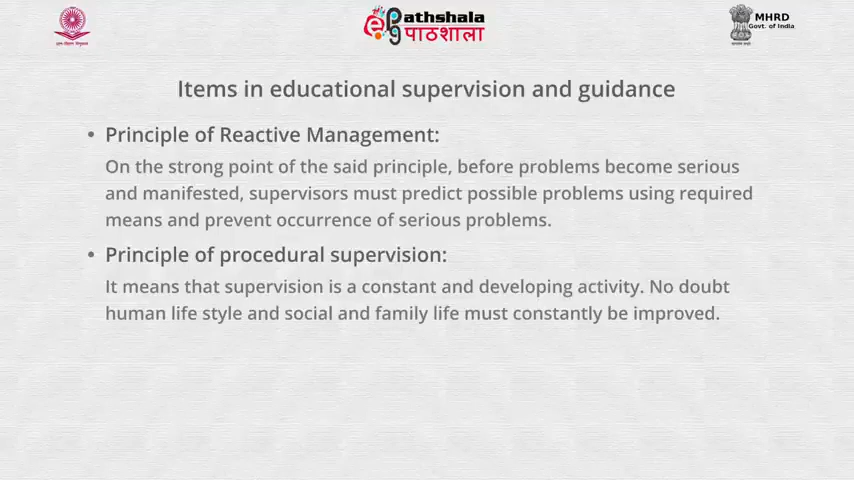 ePathshala
पाठशाला
MHRD
Govt. of India
Items in educational supervision and guidance
• Principle of Reactive Management:
On the strong point of the said principle, before problems become serious
and manifested, supervisors must predict possible problems using required
means and prevent occurrence of serious problems.
• Principle of procedural supervision:
It means that supervision is a constant and developing activity. No doubt
human life style and social and family life must constantly be improved.